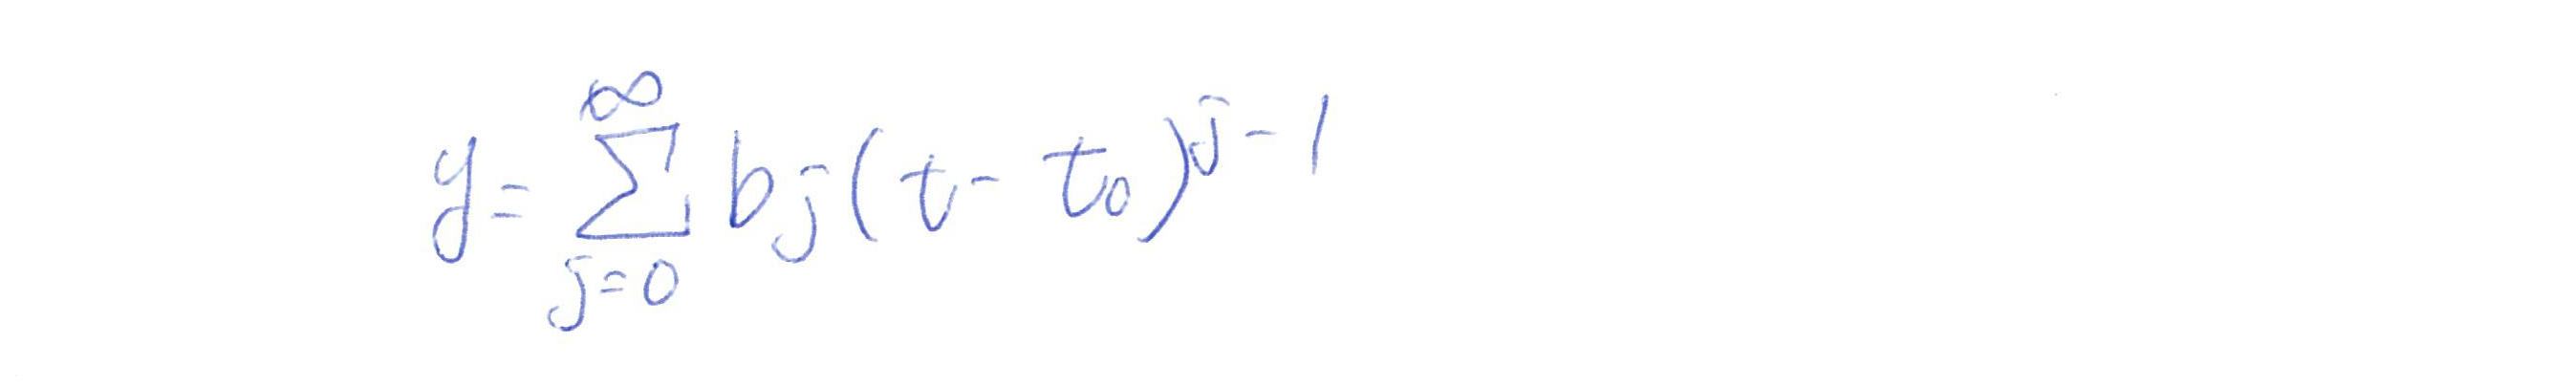 $y = \sum_{j=0}^{\infty} b_j (t - t_0)^{j-1}$